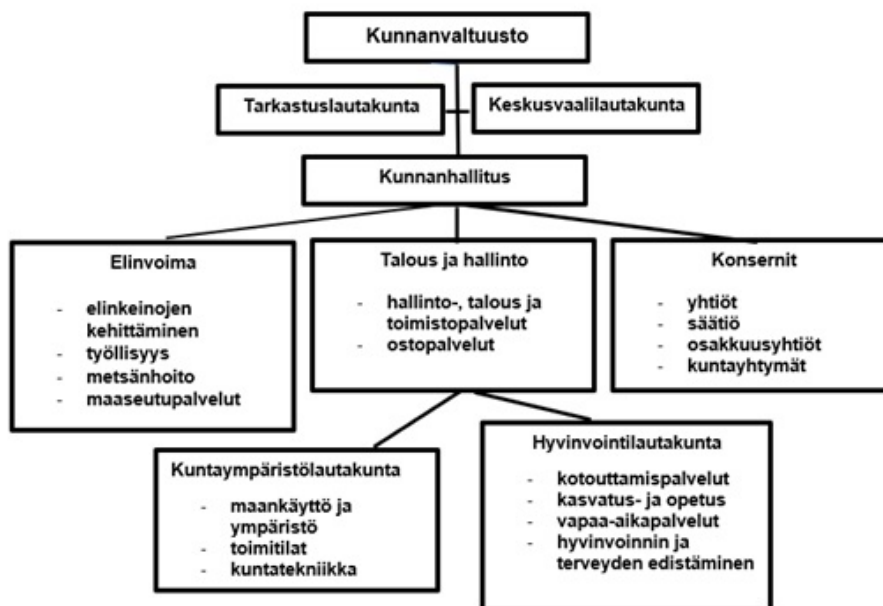 Kunnanvaltuusto
Tarkastuslautakunta
Keskusvaalilautakunta
Kunnanhallitus
Elinvoima
- elinkeinojen
kehittäminen
- työllisyys
- metsänhoito
- maaseutupalvelut
Talous ja hallinto
- hallinto-, talous ja
toimistopalvelut
- ostopalvelut
Konsernit
- yhtiöt
- säätiö
- osakkuusyhtiöt
- kuntayhtymät
Kuntaympäristölautakunta
- maankäyttö ja
ympäristö
- toimitilat
- kuntatekniikka
Hyvinvointilautakunta
- kotouttamispalvelut
- kasvatus- ja opetus
- vapaa-aikapalvelut
- hyvinvoinnin ja
terveyden edistäminen